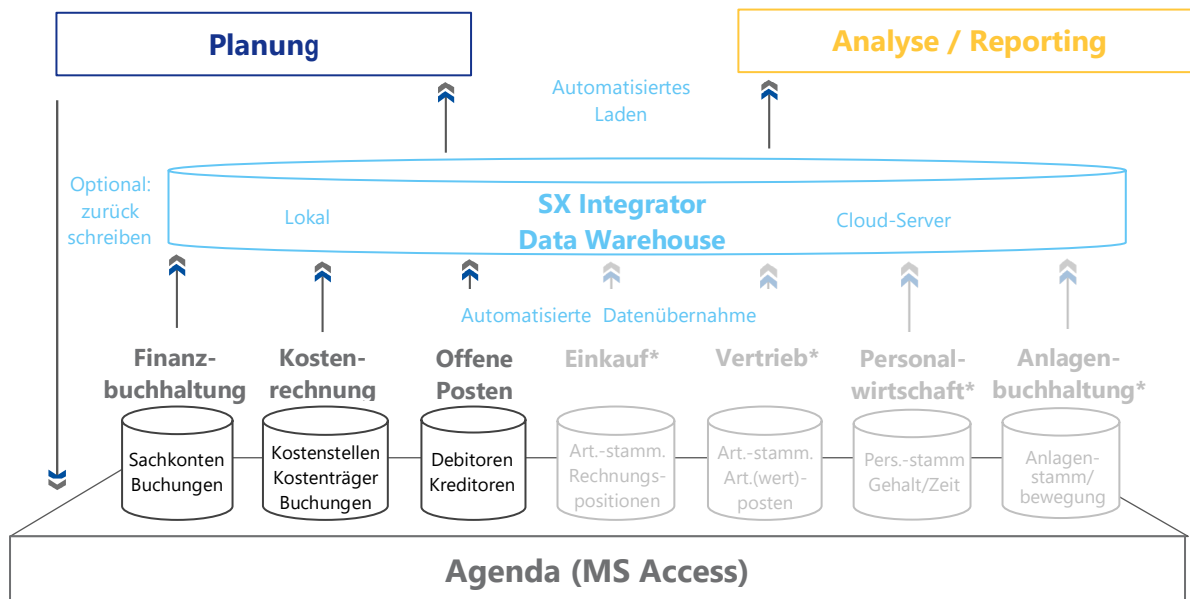 Planung
Analyse / Reporting
Automatisiertes
Laden
Optional:
zurück
schreiben
Lokal
SX Integrator
Data Warehouse
Cloud-Server
Automatisierte Datenübernahme
Finanz-
buchhaltung
Kosten-
rechnung
Offene
Posten
Einkauf*
Vertrieb*
Personal-
wirtschaft*
Anlagen-
buchhaltung*
Sachkonten
Buchungen
Kostenstellen
Kostenträger
Buchungen
Debitoren
Kreditoren
Art.-stamm.
Rechnungs-
positionen
Art.-stamm.
Art.(wert)-
posten
Pers.-stamm
Gehalt/Zeit
Anlagen-
stamm/
bewegung
Agenda (MS Access)